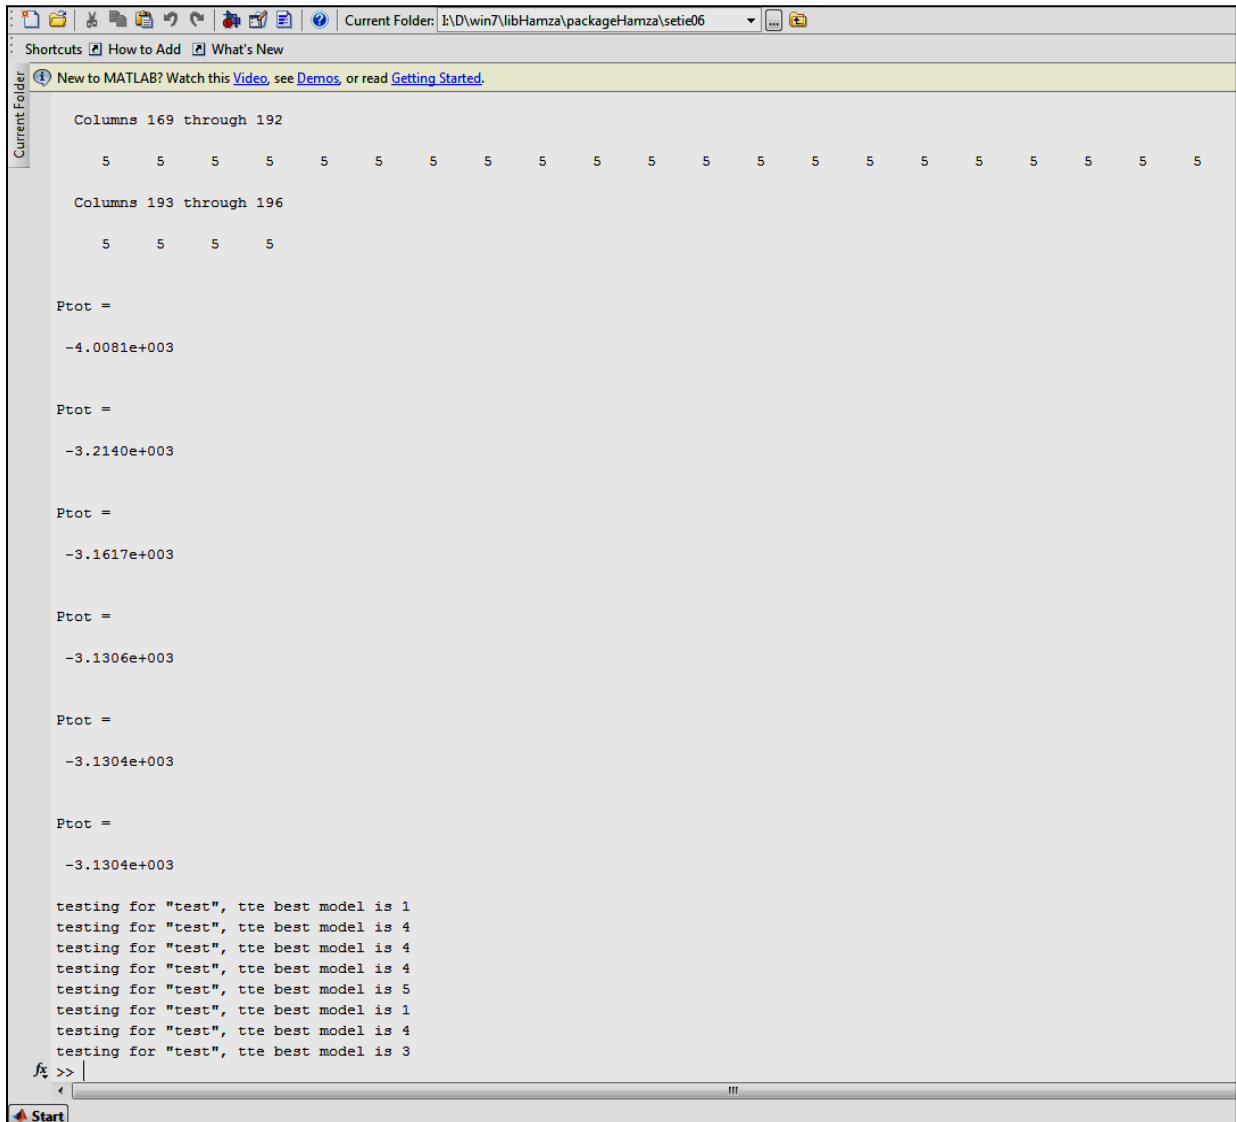 Current Folder: I:\D\win7\libHamza\packageHamza\setie06
Shortcuts How to Add What's New
New to MATLAB? Watch this Video, see Demos, or read Getting Started.
Current Folder
Columns 169 through 192
5 5 5 5 5 5 5 5 5 5 5 5 5 5 5 5 5 5 5 5 5
Columns 193 through 196
5 5 5 5
Ptot =
-4.0081e+003
Ptot =
-3.2140e+003
Ptot =
-3.1617e+003
Ptot =
-3.1306e+003
Ptot =
-3.1304e+003
Ptot =
-3.1304e+003
testing for "test", tte best model is 1
testing for "test", tte best model is 4
testing for "test", tte best model is 4
testing for "test", tte best model is 4
testing for "test", tte best model is 5
testing for "test", tte best model is 1
testing for "test", tte best model is 4
testing for "test", tte best model is 3
fx >>
Start